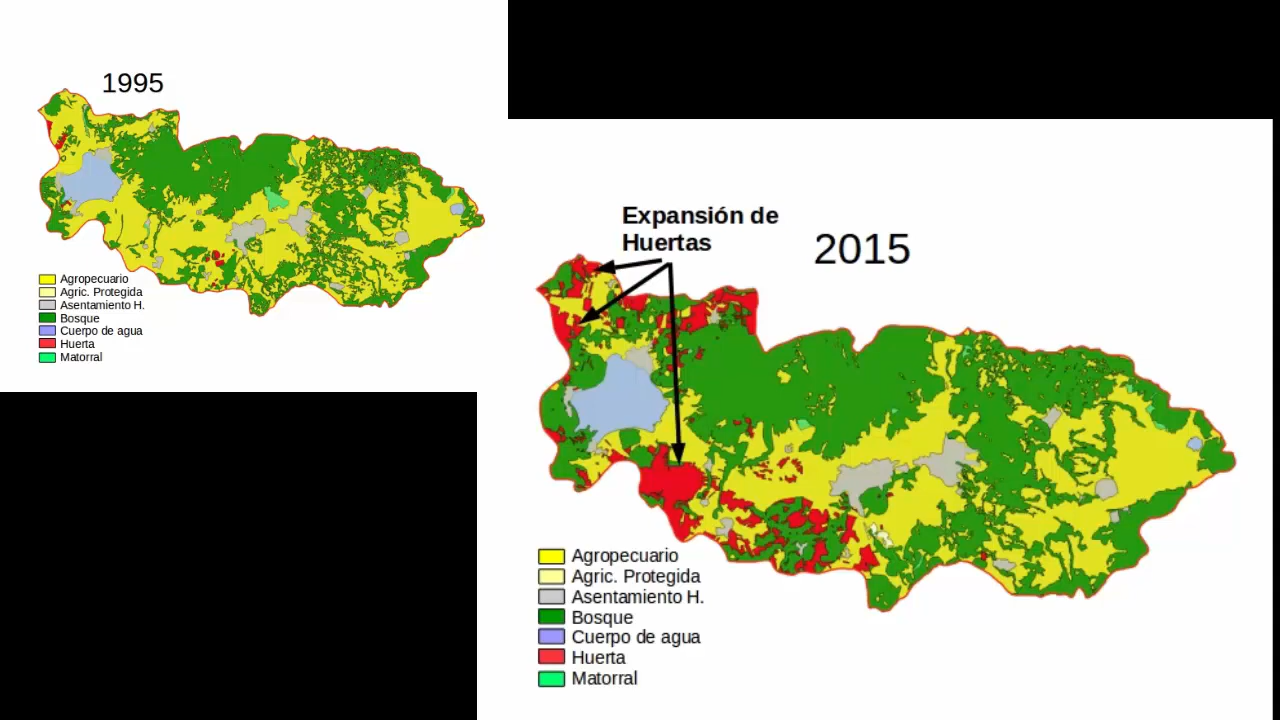 1995
Agropecuario
Agric. Protegida
Asentamiento H.
Bosque
Cuerpo de agua
Huerta
Matorral
Expansión de
Huertas
2015
Agropecuario
Agric. Protegida
Asentamiento H.
Bosque
Cuerpo de agua
Huerta
Matorral